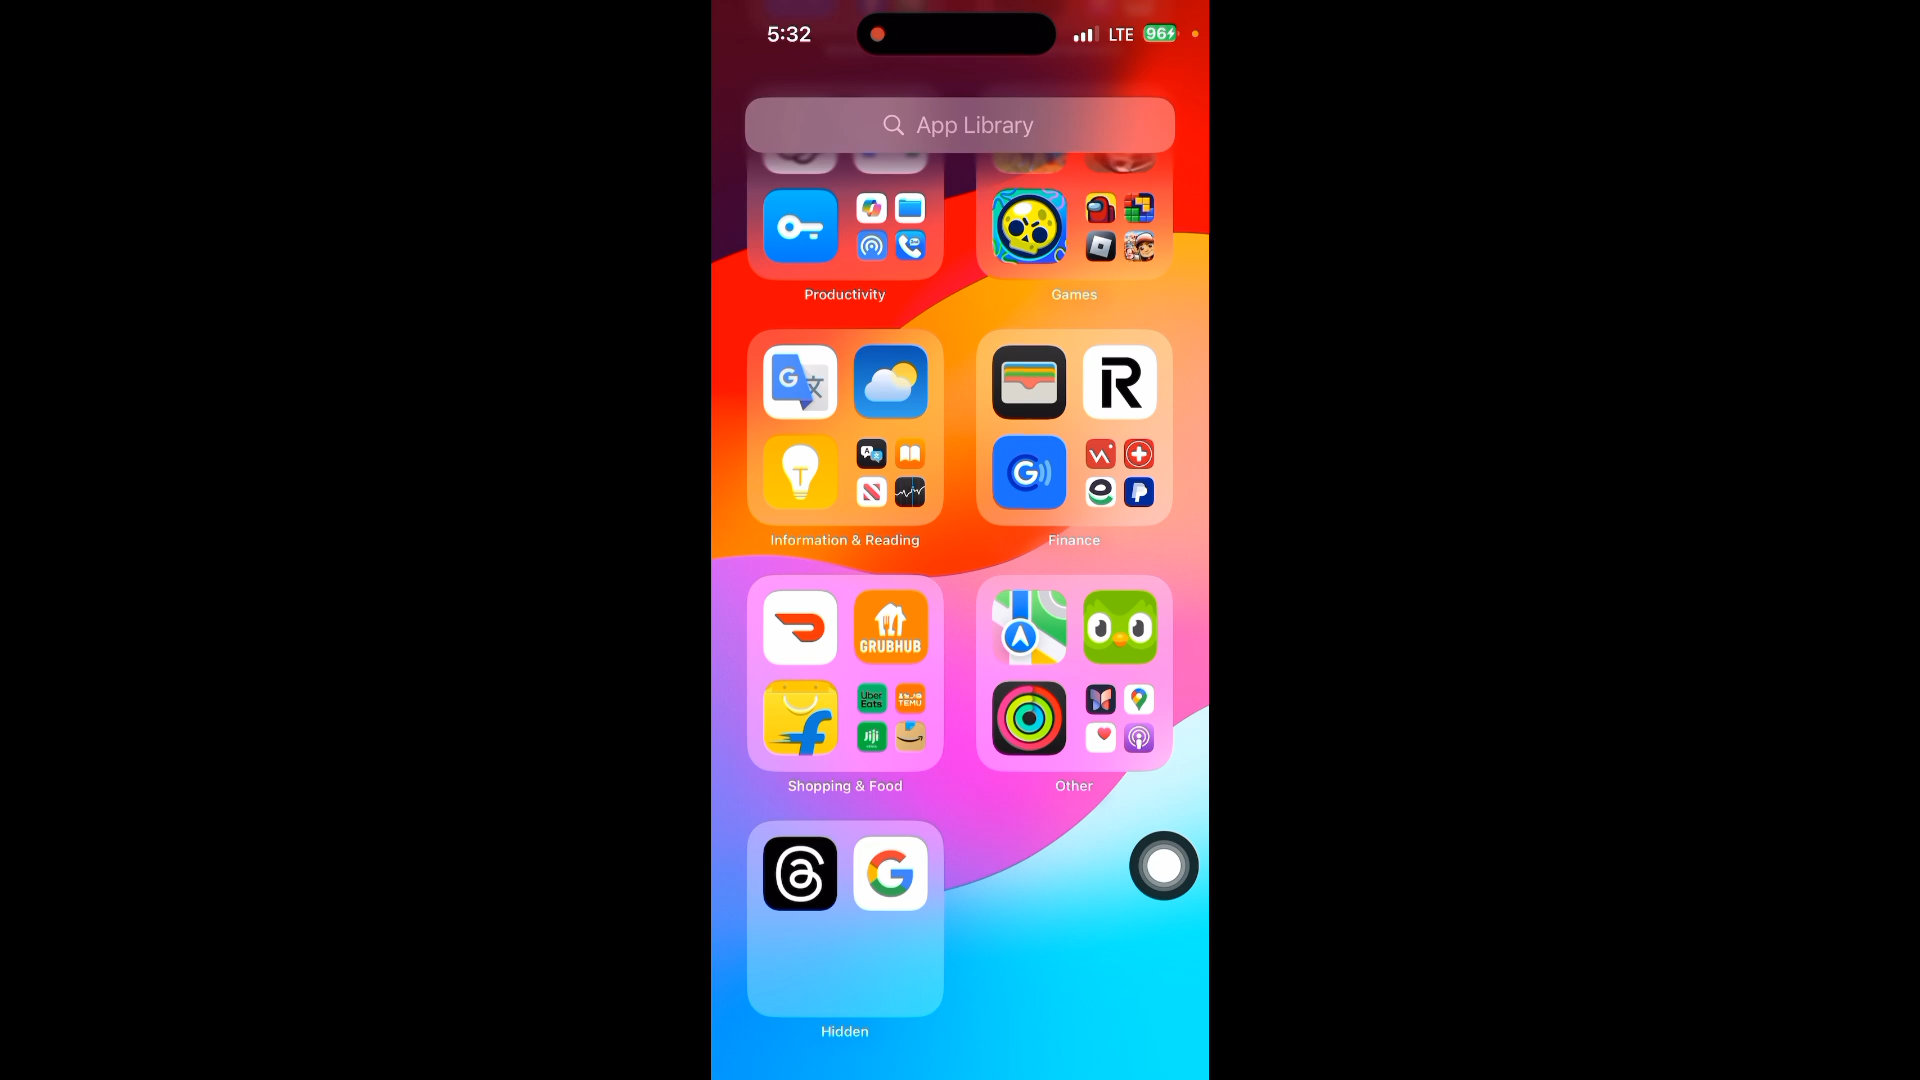 5:32 LTE 96
App Library
Productivity Games
Information & Reading Finance
GRUBHUB
Uber Eats TEMU
Jiji
Shopping & Food Other
Hidden